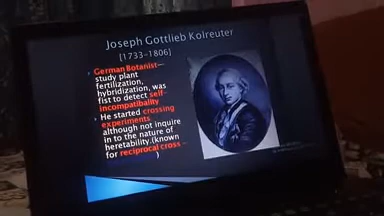 Joseph Gottlieb Kolreuter
[1733-1806]
German Botanist—
study plant
fertilization,
hybridization, was
fist to detect self-
incompatibality
He started crossing
experiments
although not inquire
in to the nature of
heretability.(known
for reciprocal cross -
)